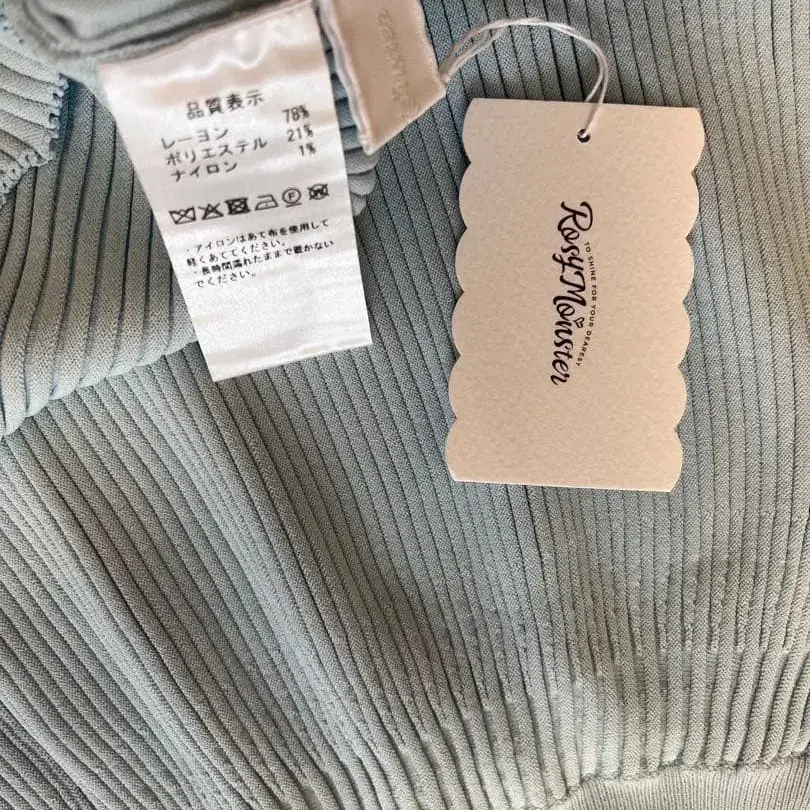 品質表示
レーヨン 78%
ポリエステル 21%
ナイロン 1%
・アイロンはあて布を使用して
軽くあててください。
・長時間濡れたままで置かない
でください。
RosyMonster
TO SHINE FOR YOUR DEAREST